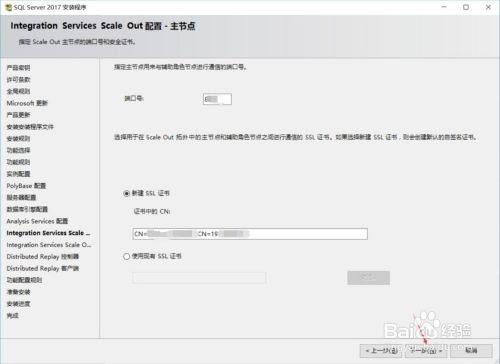 SQL Server 2017 安装程序
Integration Services Scale Out 配置 - 主节点
指定 Scale Out 主节点的端口号和安全证书。
产品密钥
许可条款
全局规则
Microsoft 更新
产品更新
安装安装程序文件
安装规则
功能选择
功能规则
实例配置
PolyBase 配置
服务器配置
数据库引擎配置
Analysis Services 配置
Integration Services Scale ...
Integration Services Scale O...
Distributed Replay 控制器
Distributed Replay 客户端
功能配置规则
准备安装
安装进度
完成
指定主节点用来与辅助角色节点进行通信的端口号。
端口号:
选择用于在 Scale Out 拓扑中的主节点和辅助角色节点之间进行通信的 SSL 证书。如果选择新建 SSL 证书，则会创建默认的自签名证书。
新建 SSL 证书
证书中的 CN:
CN= CN=19
使用现有 SSL 证书
< 上一步(B) 下一步(N) > 取消
Baidu 经验